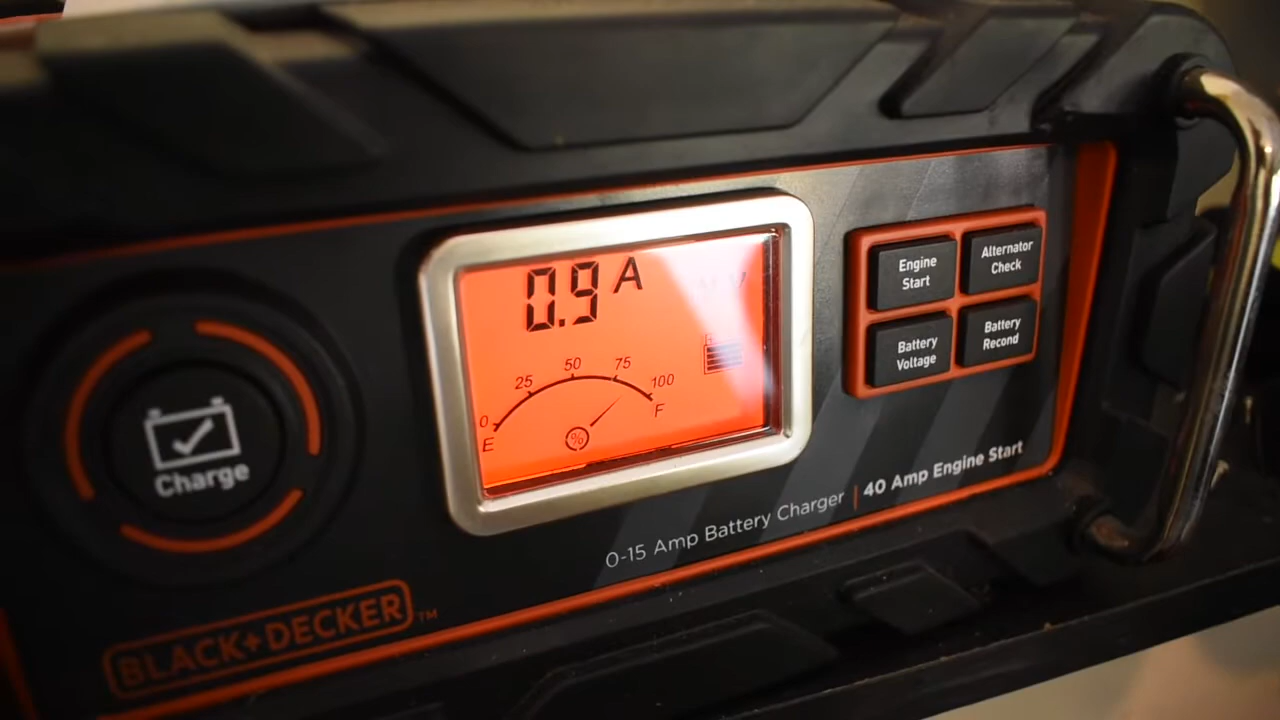 0.9 A
0
25
50
75
100
E
F
%
Engine
Start
Alternator
Check
Battery
Voltage
Battery
Recond
Charge
0-15 Amp Battery Charger | 40 Amp Engine Start
BLACK+DECKER™